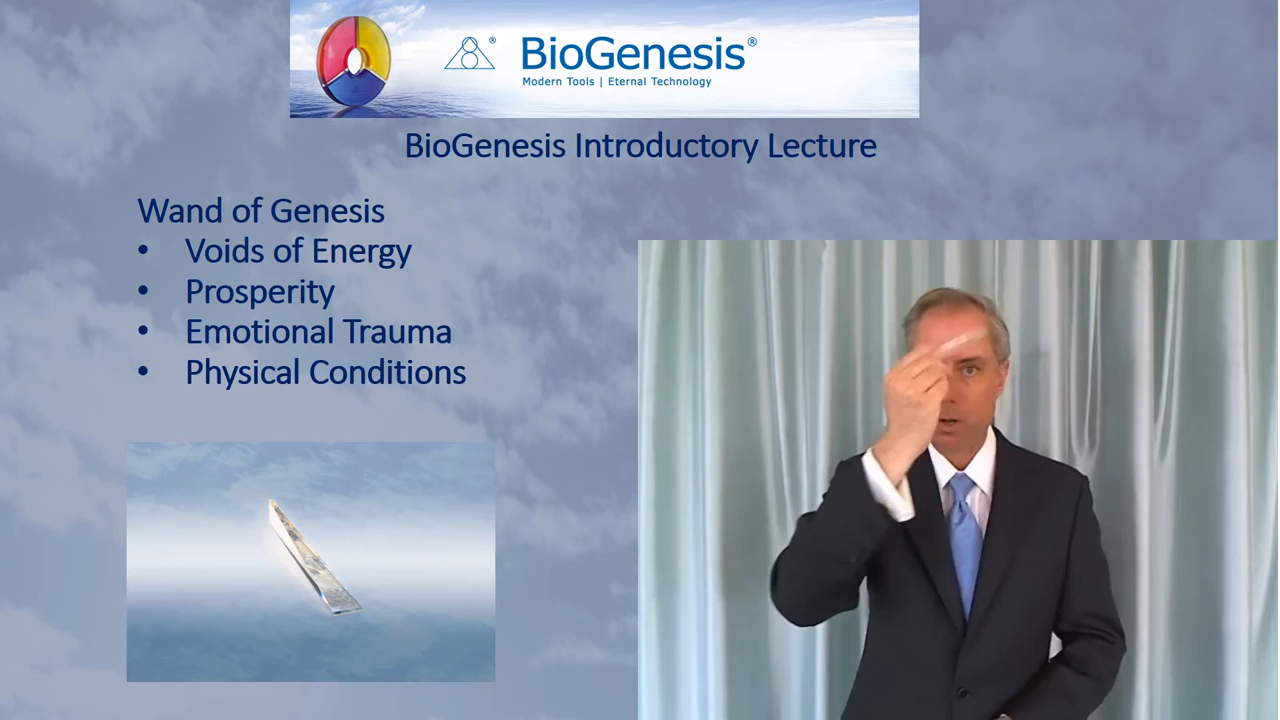 BioGenesis®
®
Modern Tools | Eternal Technology
BioGenesis Introductory Lecture
Wand of Genesis
• Voids of Energy
• Prosperity
• Emotional Trauma
• Physical Conditions